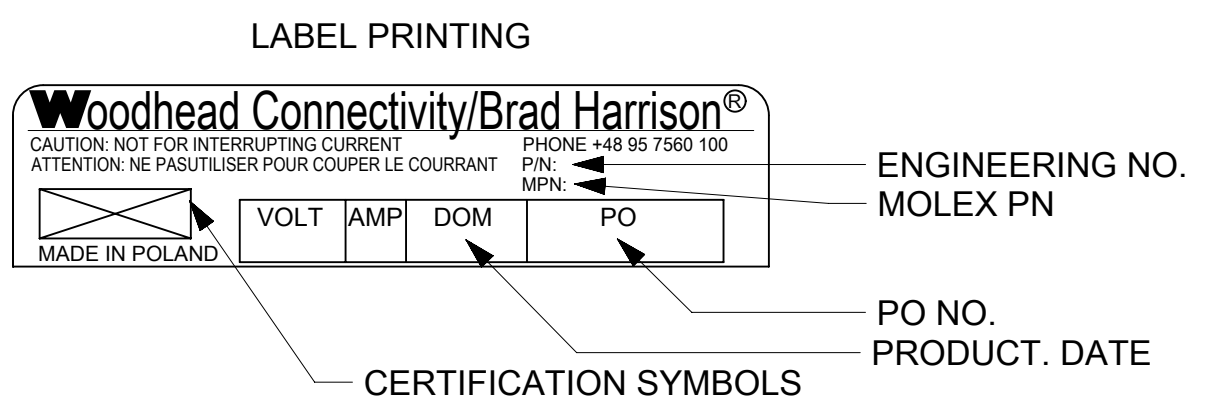 LABEL PRINTING
Woodhead Connectivity/Brad Harrison®
CAUTION: NOT FOR INTERRUPTING CURRENT
ATTENTION: NE PASUTILISER POUR COUPER LE COURRANT
PHONE +48 95 7560 100
P/N:
MPN:
ENGINEERING NO.
MOLEX PN
VOLT AMP DOM PO
MADE IN POLAND
PO NO.
PRODUCT. DATE
CERTIFICATION SYMBOLS